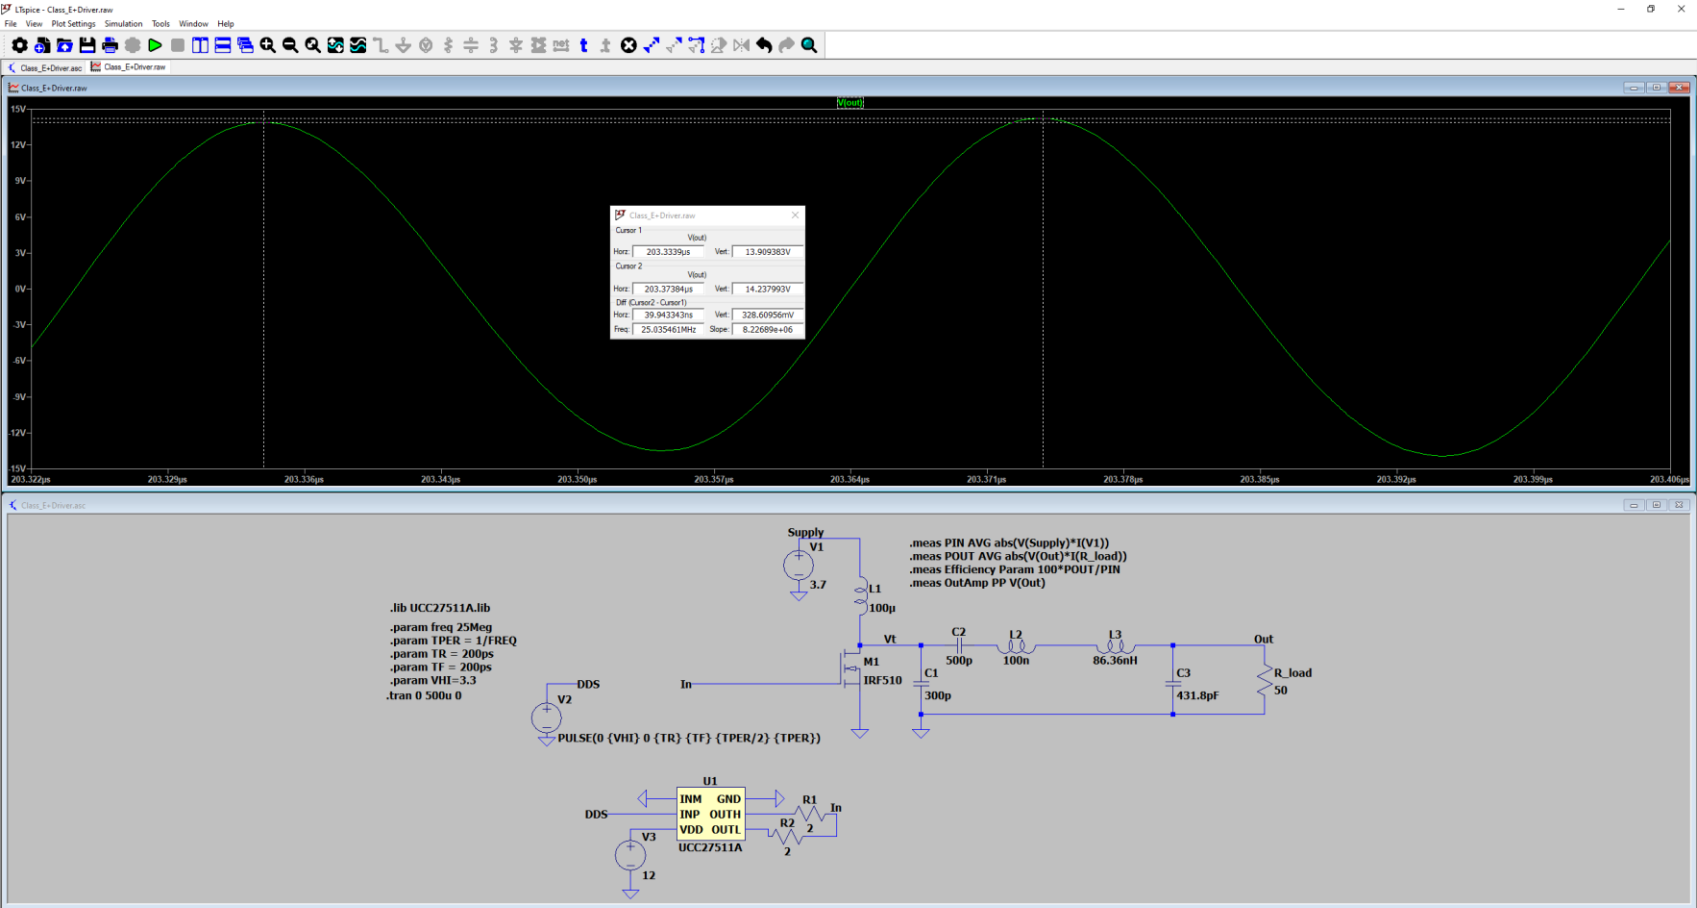 LTspice - Class_E+Driver.raw
File View Plot Settings Simulation Tools Window Help
Class_E+Driver.asc Class_E+Driver.raw
Class_E+Driver.raw
V(out)
15V
12V
9V
6V
3V
0V
-3V
-6V
-9V
-12V
-15V
203.322µs 203.329µs 203.336µs 203.343µs 203.350µs 203.357µs 203.364µs 203.371µs 203.378µs 203.385µs 203.392µs 203.399µs 203.406µs
Class_E+Driver.raw
Cursor 1
V(out)
Horz: 203.3339µs Vert: 13.909383V
Cursor 2
V(out)
Horz: 203.37384µs Vert: 14.237993V
Diff (Cursor2 - Cursor1)
Horz: 39.943343ns Vert: 328.60956mV
Freq: 25.035461MHz Slope: 8.22689e+06
Class_E+Driver.asc
Supply
V1
3.7
L1
100µ
.meas PIN AVG abs(V(Supply)*I(V1))
.meas POUT AVG abs(V(Out)*I(R_load))
.meas Efficiency Param 100*POUT/PIN
.meas OutAmp PP V(Out)
.lib UCC27511A.lib
.param freq 25Meg
.param TPER = 1/FREQ
.param TR = 200ps
.param TF = 200ps
.param VHI=3.3
.tran 0 500u 0
DDS
V2
PULSE(0 {VHI} 0 {TR} {TF} {TPER/2} {TPER})
In
M1
IRF510
Vt
C1
300p
C2
500p
L2
100n
L3
86.36nH
Out
C3
431.8pF
R_load
50
U1
INM GND
INP OUTH
VDD OUTL
UCC27511A
DDS
V3
12
R1
2
In
R2
2